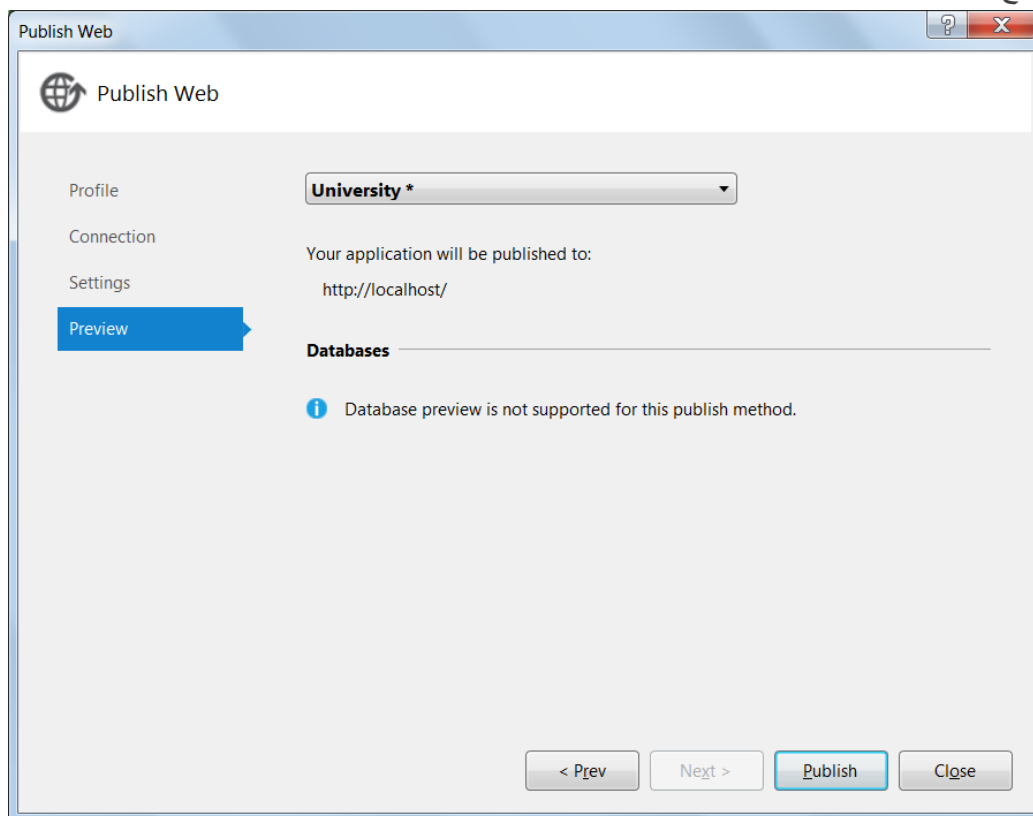 Publish Web
Publish Web
Profile
Connection
Settings
Preview
University *
Your application will be published to:
http://localhost/
Databases
Database preview is not supported for this publish method.
< Prev
Next >
Publish
Close